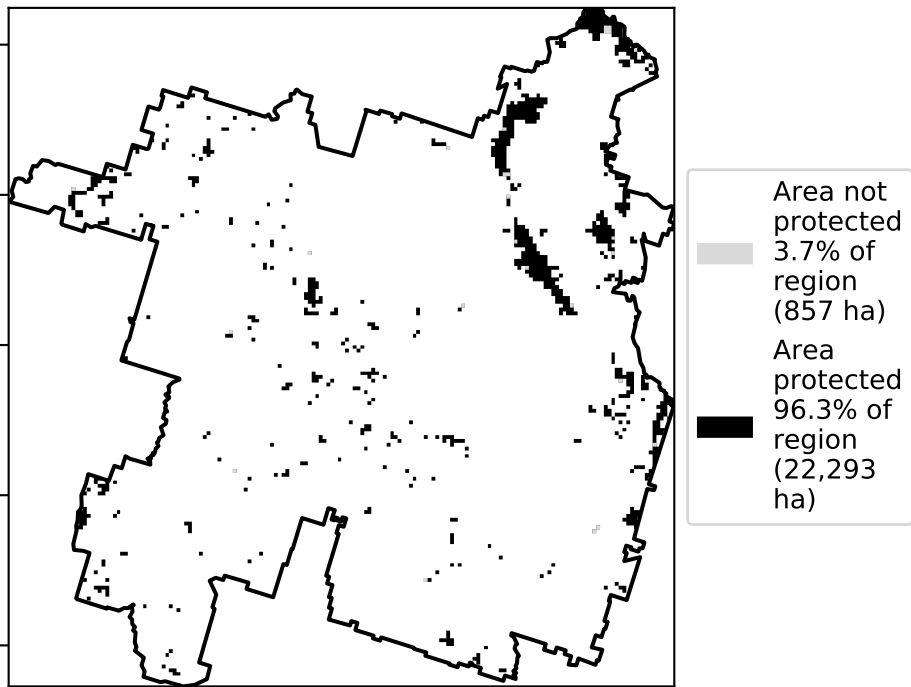 Area not
protected
3.7% of
region
(857 ha)
Area
protected
96.3% of
region
(22,293
ha)